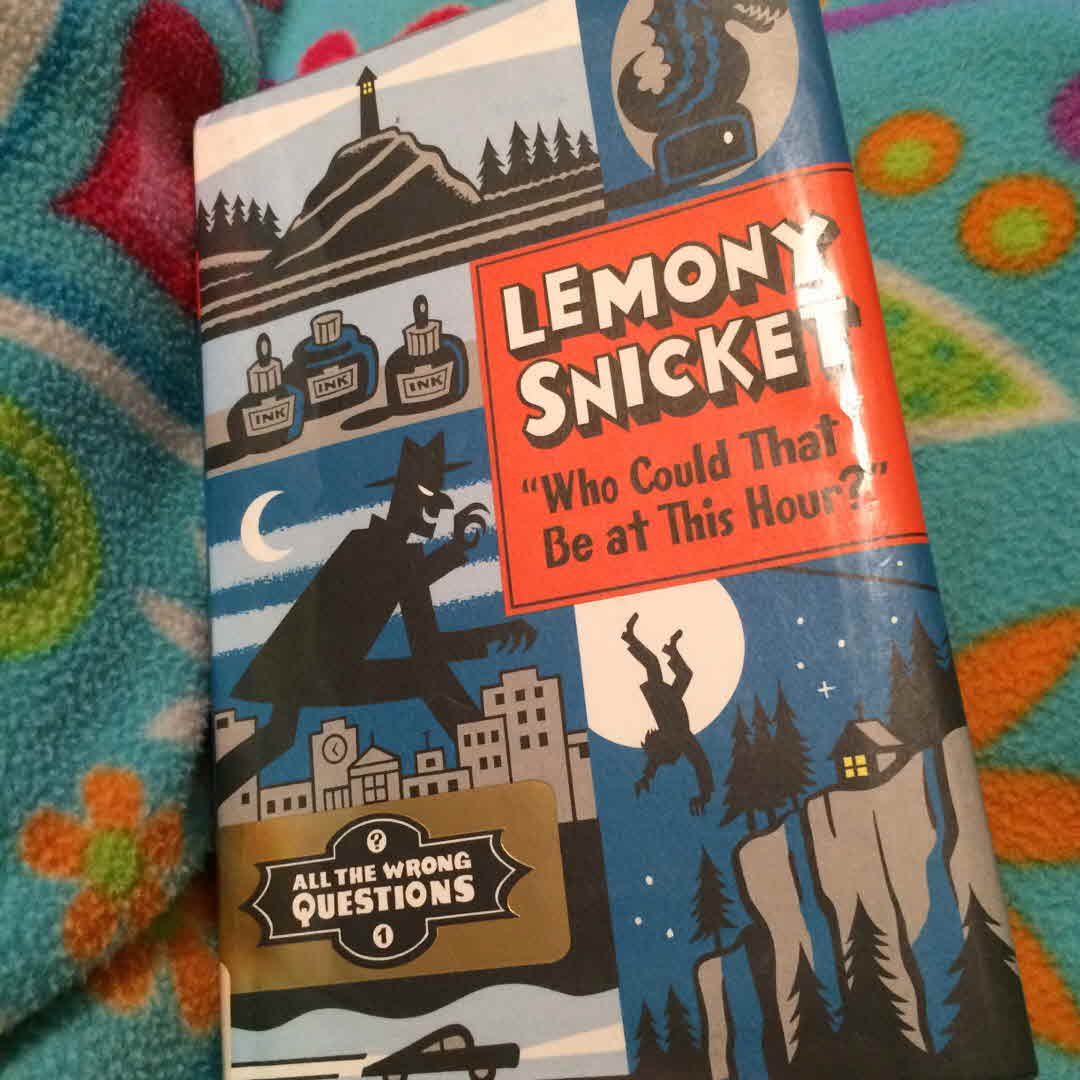 LEMONY
SNICKET
“Who Could That
Be at This Hour?”
INK
INK
INK
?
ALL THE WRONG
QUESTIONS
1